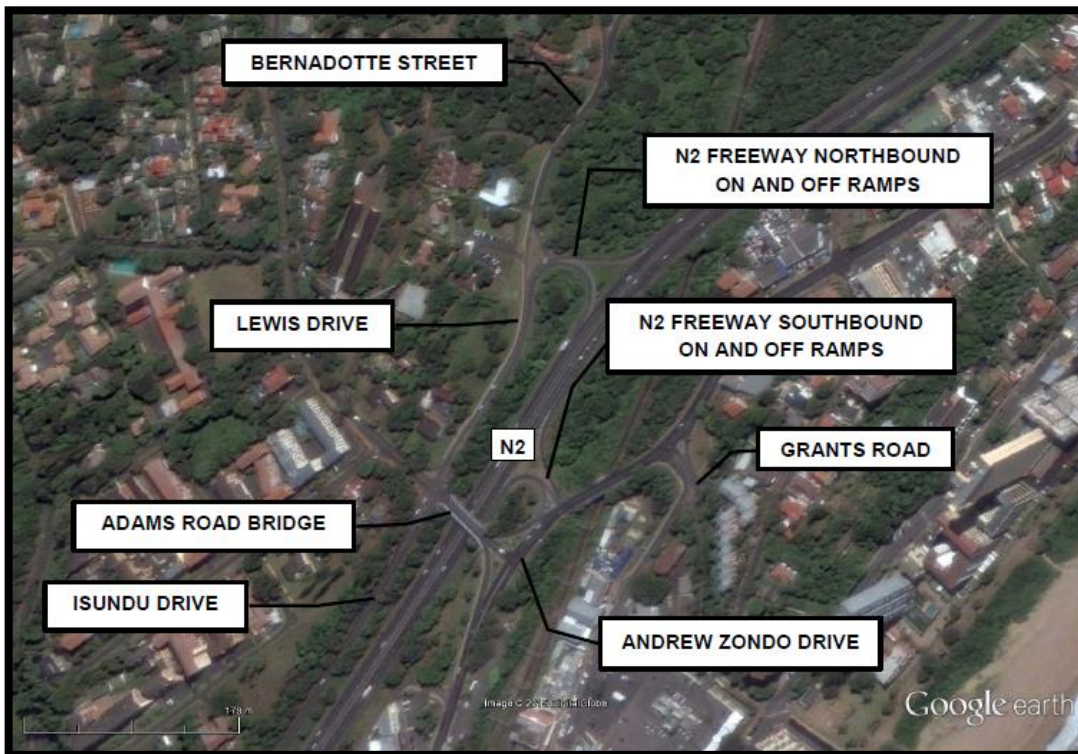 BERNADOTTE STREET
N2 FREEWAY NORTHBOUND
ON AND OFF RAMPS
LEWIS DRIVE
N2 FREEWAY SOUTHBOUND
ON AND OFF RAMPS
N2
GRANTS ROAD
ADAMS ROAD BRIDGE
ISUNDU DRIVE
ANDREW ZONDO DRIVE
Google earth